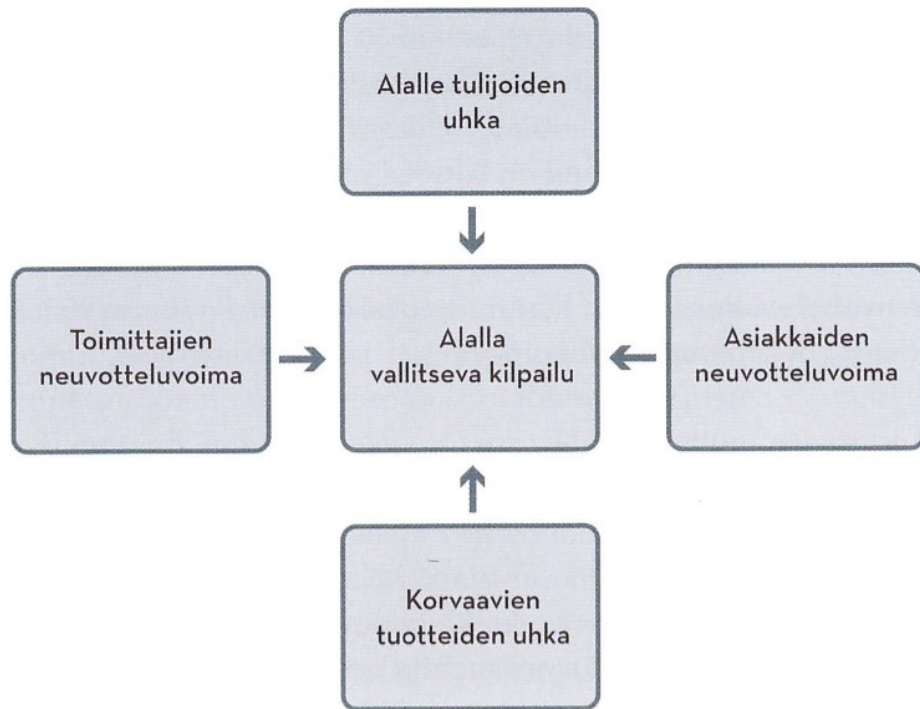 Alalle tulijoiden
uhka
Toimittajien
neuvotteluvoima
Alalla
vallitseva kilpailu
Asiakkaiden
neuvotteluvoima
Korvaavien
tuotteiden uhka